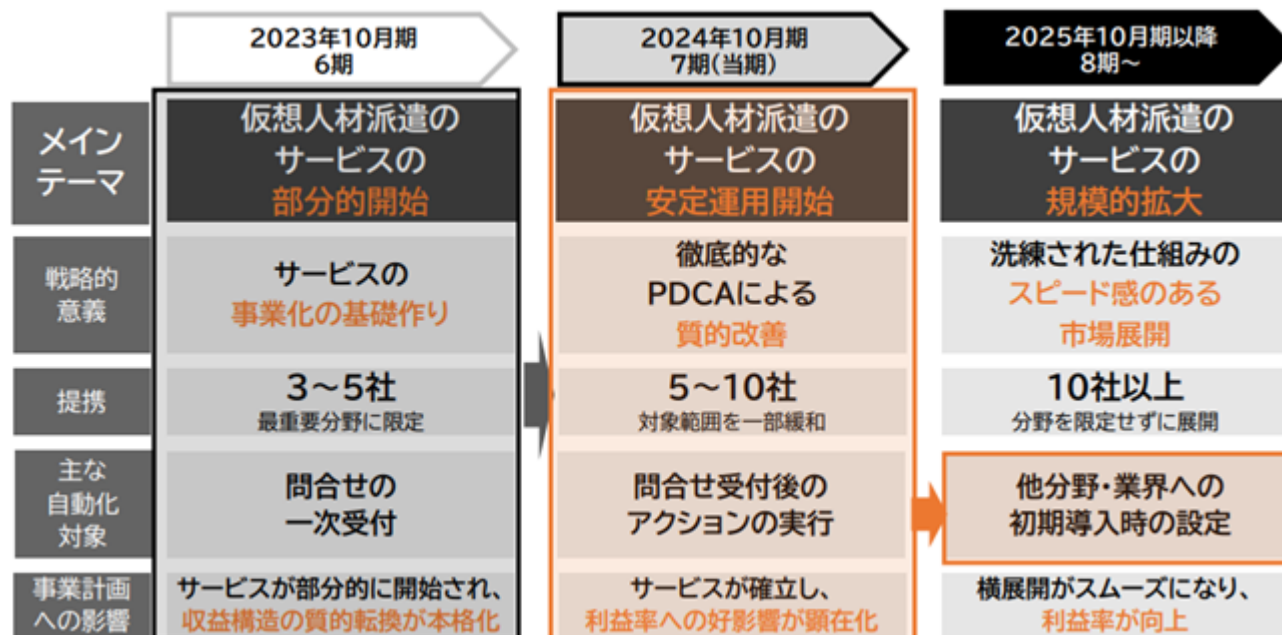 2023年10月期
6期
2024年10月期
7期(当期)
2025年10月期以降
8期～
メイン
テーマ
仮想人材派遣の
サービスの
部分的開始
仮想人材派遣の
サービスの
安定運用開始
仮想人材派遣の
サービスの
規模的拡大
戦略的
意義
サービスの
事業化の基礎作り
徹底的な
PDCAによる
質的改善
洗練された仕組みの
スピード感のある
市場展開
提携
3～5社
最重要分野に限定
5～10社
対象範囲を一部緩和
10社以上
分野を限定せずに展開
主な
自動化
対象
問合せの
一次受付
問合せ受付後の
アクションの実行
他分野・業界への
初期導入時の設定
事業計画
への影響
サービスが部分的に開始され、
収益構造の質的転換が本格化
サービスが確立し、
利益率への好影響が顕在化
横展開がスムーズになり、
利益率が向上